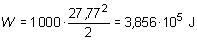 W = 1000 · 27,77² / 2 = 3,856 · 10⁵ J